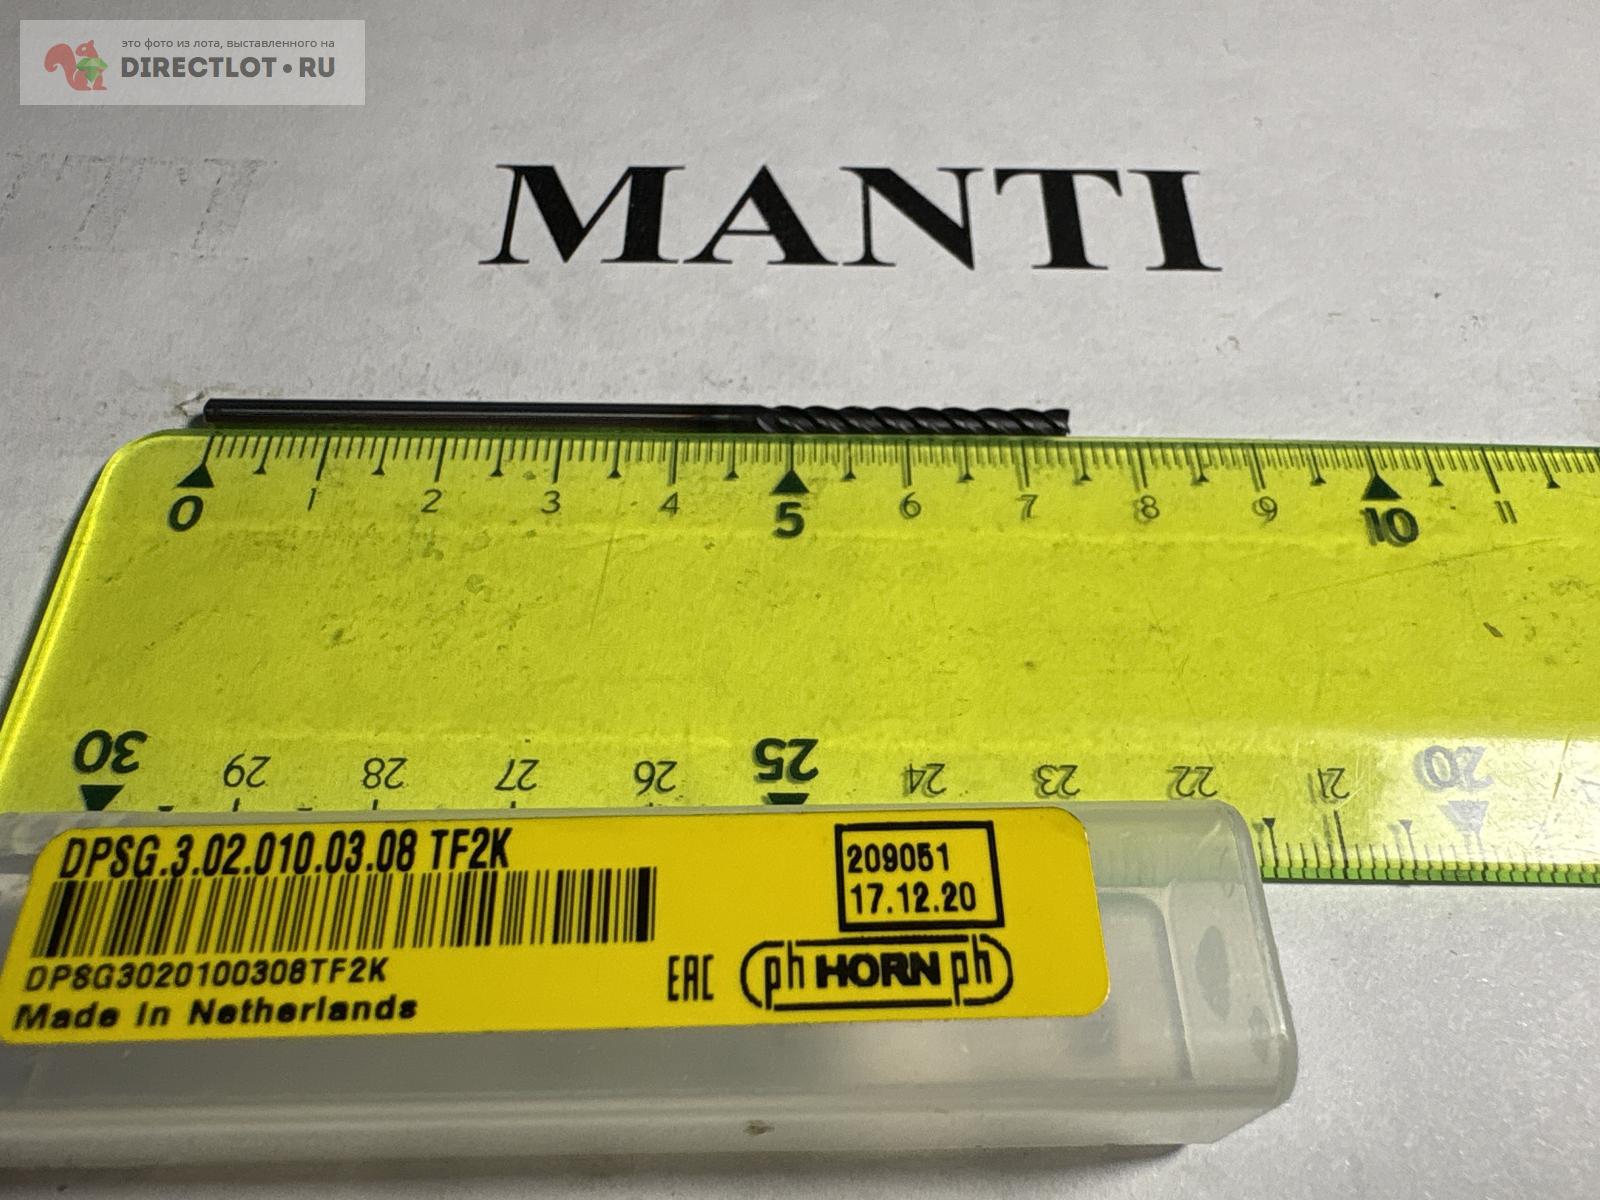 это фото из лота, выставленного на
DIRECTLOT•RU
MANTI
0 1 2 3 4 5 6 7 8 9 10 11
30 29 28 27 26 25 24 23 22 21 20
DPSG.3.02.010.03.08 TF2K
209051
17.12.20
DPSG3020100308TF2K
EAC
ph HORN ph
Made In Netherlands